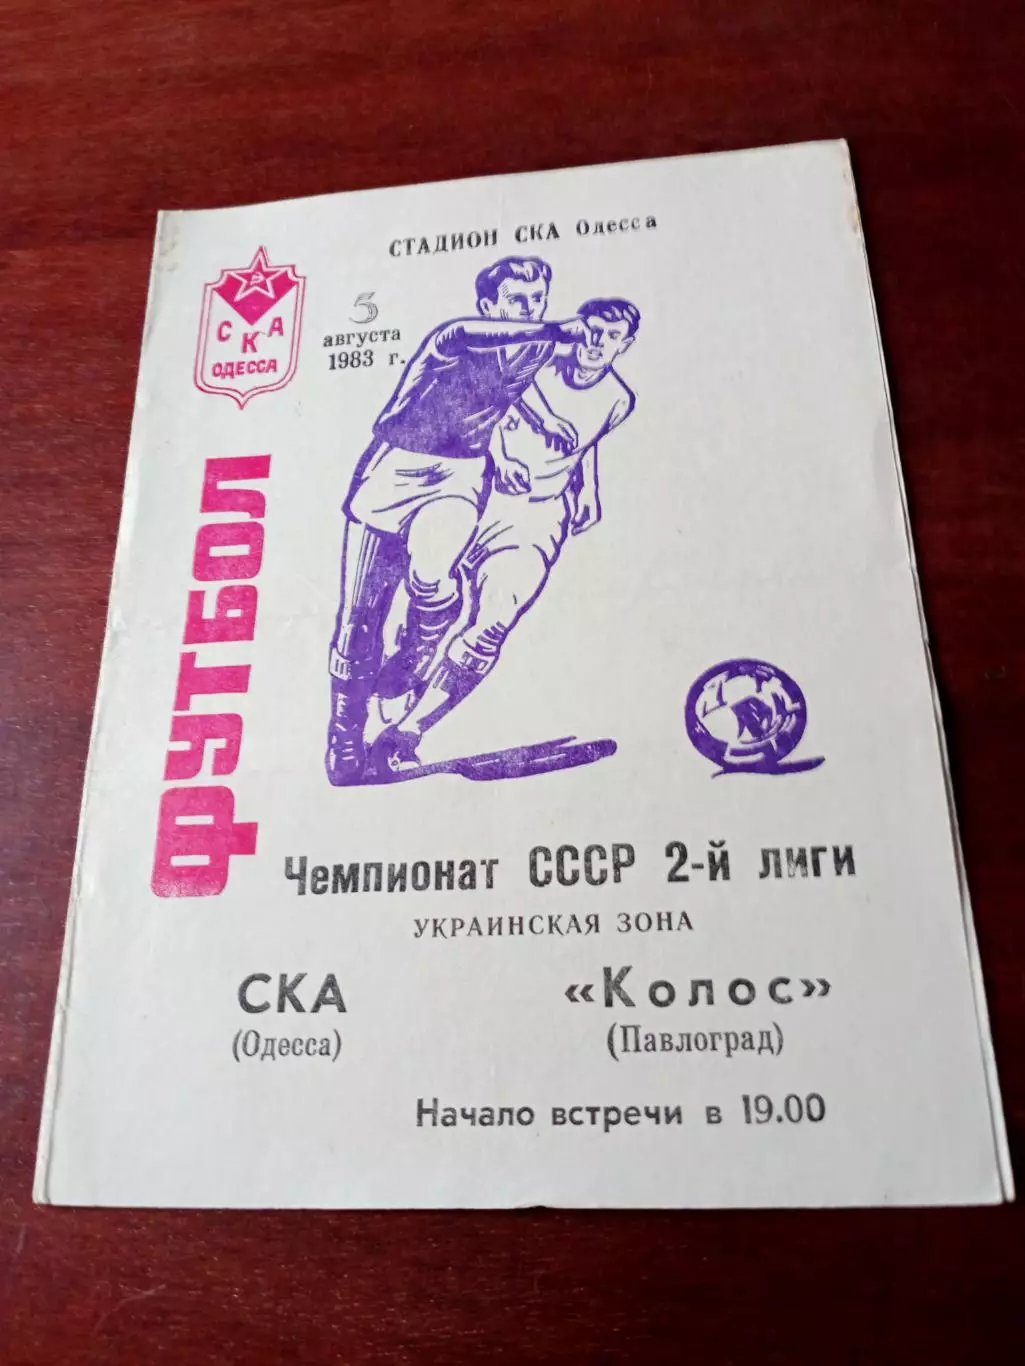 СТАДИОН СКА Одесса
СКА
ОДЕССА
5
августа
1983 г.
ФУТБОЛ
Чемпионат СССР 2-й лиги
УКРАИНСКАЯ ЗОНА
СКА «Колос»
(Одесса) (Павлоград)
Начало встречи в 19.00